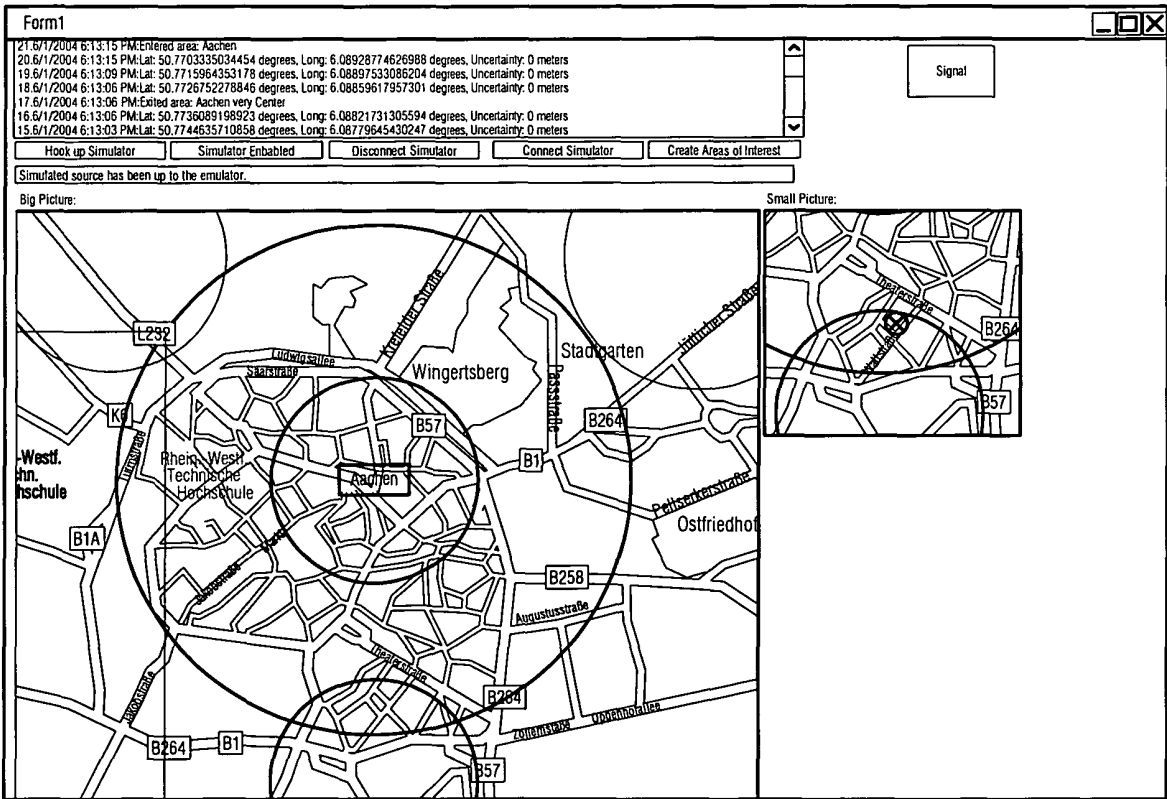 Form1
21.6/1/2004 6:13:15 PM:Entered area: Aachen
20.6/1/2004 6:13:15 PM:Lat: 50.7703335034454 degrees, Long: 6.08928774626988 degrees, Uncertainty: 0 meters
19.6/1/2004 6:13:09 PM:Lat: 50.7715964353178 degrees, Long: 6.08897533086204 degrees, Uncertainty: 0 meters
18.6/1/2004 6:13:06 PM:Lat: 50.7726752278846 degrees, Long: 6.08859617957301 degrees, Uncertainty: 0 meters
17.6/1/2004 6:13:06 PM:Exited area: Aachen very Center
16.6/1/2004 6:13:06 PM:Lat: 50.7736089198923 degrees, Long: 6.08821731305594 degrees, Uncertainty: 0 meters
15.6/1/2004 6:13:03 PM:Lat: 50.7744635710858 degrees, Long: 6.08779645430247 degrees, Uncertainty: 0 meters
Signal
Hook up Simulator
Simulator Enbabled
Disconnect Simulator
Connect Simulator
Create Areas of Interest
Simulated source has been up to the emulator.
Big Picture:
Small Picture:
L232
Krefelder Straße
Jülicher Straße
Stadtgarten
Ludwigsallee
Saarstraße
Wingertsberg
Passstraße
K6
B57
B264
Turmstraße
-Westf.
chn.
hschule
Rhein. Westf.
Technische
Hochschule
B1
Aachen
Ostfriedhof
B1A
Markt
Jakobstraße
B258
Augustusstraße
Theaterstraße
Jakobstraße
B264
Oppenhofallee
B264
B1
B57
Theaterstraße
B264
B57